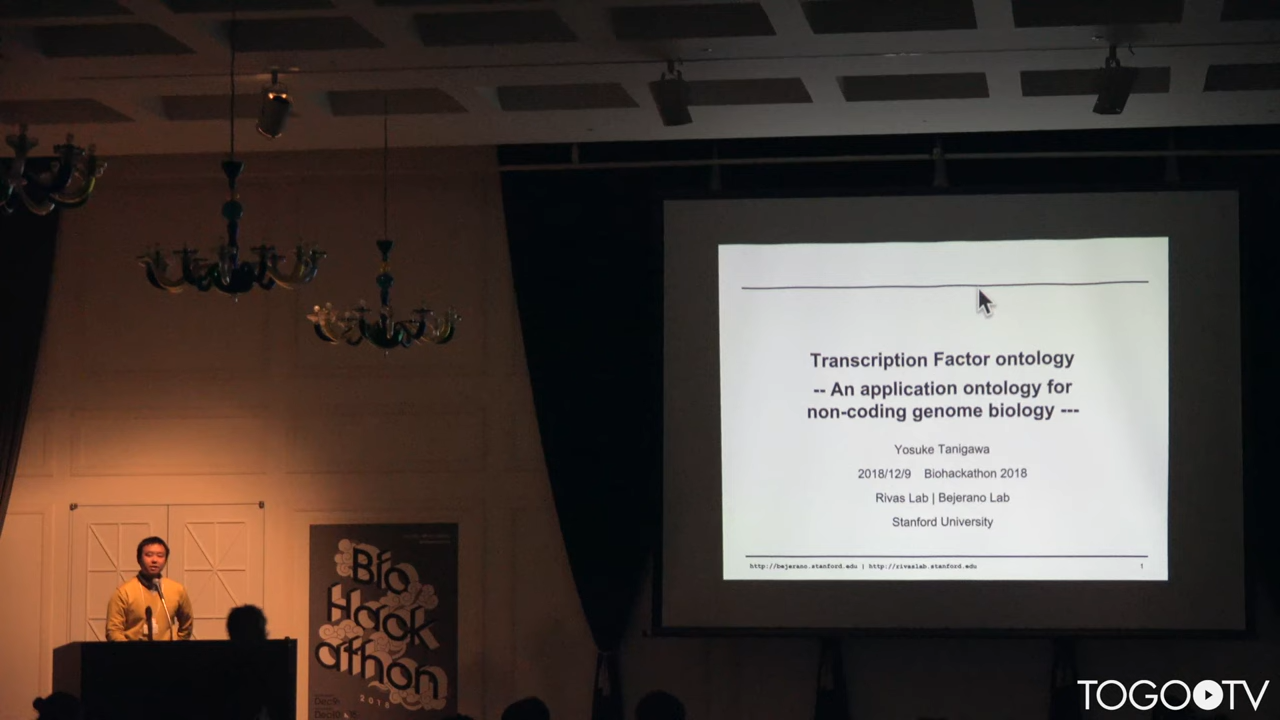 Transcription Factor ontology
-- An application ontology for
non-coding genome biology ---
Yosuke Tanigawa
2018/12/9 Biohackathon 2018
Rivas Lab | Bejerano Lab
Stanford University
http://bejerano.stanford.edu | http://rivaslab.stanford.edu 1
Bio
Hack
athon
2018
TOGOTV